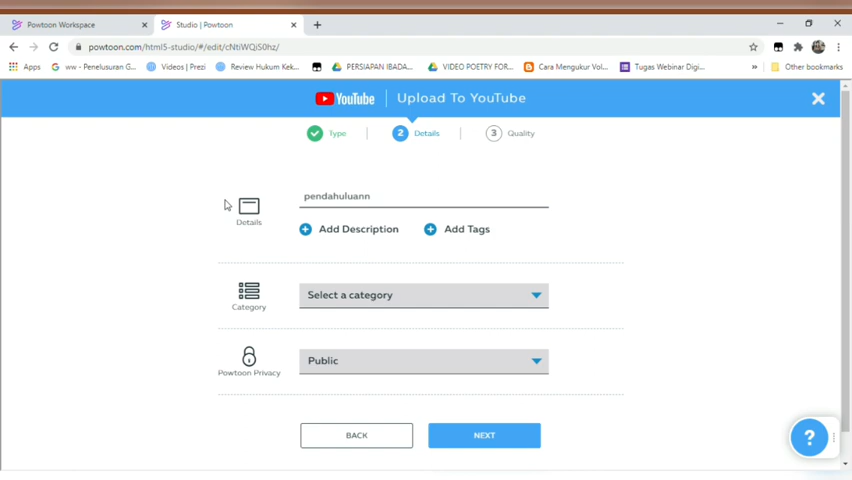 Powtoon Workspace
Studio | Powtoon
powtoon.com/html5-studio/#/edit/cNtiWQiS0hz/
Apps
ww - Penelusuran G...
Videos | Prezi
Review Hukum Kek...
PERSIAPAN IBADA...
VIDEO POETRY FOR...
Cara Mengukur Vol...
Tugas Webinar Digi...
»
Other bookmarks
YouTube
Upload To YouTube
Type
2 Details
3 Quality
pendahuluann
Details
Add Description
Add Tags
Category
Select a category
Powtoon Privacy
Public
BACK
NEXT
?